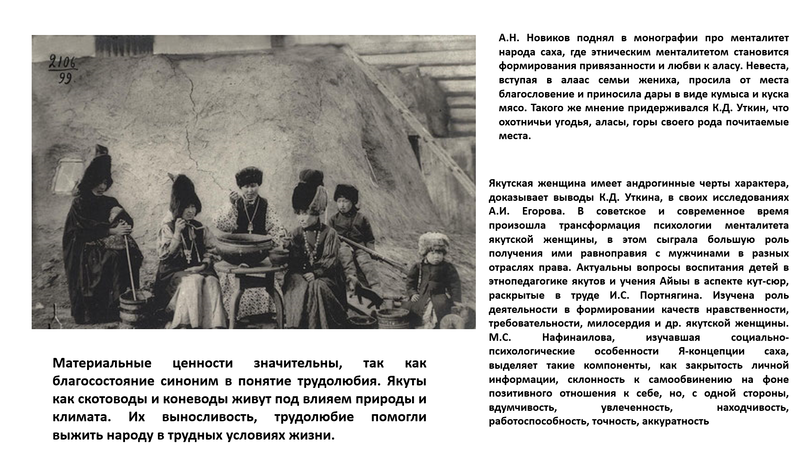 2106
99
А.Н. Новиков поднял в монографии про менталитет
народа саха, где этническим менталитетом становится
формирования привязанности и любви к аласу. Невеста,
вступая в алаас семьи жениха, просила от места
благословение и приносила дары в виде кумыса и куска
мясо. Такого же мнение придерживался К.Д. Уткин, что
охотничьи угодья, аласы, горы своего рода почитаемые
места.
Якутская женщина имеет андрогинные черты характера,
доказывает выводы К.Д. Уткина, в своих исследованиях
А.И. Егорова. В советское и современное время
произошла трансформация психологии менталитета
якутской женщины, в этом сыграла большую роль
получения ими равноправия с мужчинами в разных
отраслях права. Актуальны вопросы воспитания детей в
этнопедагогике якутов и учения Айыы в аспекте кут-сюр,
раскрытые в труде И.С. Портнягина. Изучена роль
деятельности в формировании качеств нравственности,
требовательности, милосердия и др. якутской женщины.
М.С. Нафинаилова, изучавшая социально-
психологические особенности Я-концепции саха,
выделяет такие компоненты, как закрытость личной
информации, склонность к самообвинению на фоне
позитивного отношения к себе, но, с одной стороны,
вдумчивость, увлеченность, находчивость,
работоспособность, точность, аккуратность
Материальные ценности значительны, так как
благосостояние синоним в понятие трудолюбия. Якуты
как скотоводы и коневоды живут под влияем природы и
климата. Их выносливость, трудолюбие помогли
выжить народу в трудных условиях жизни.